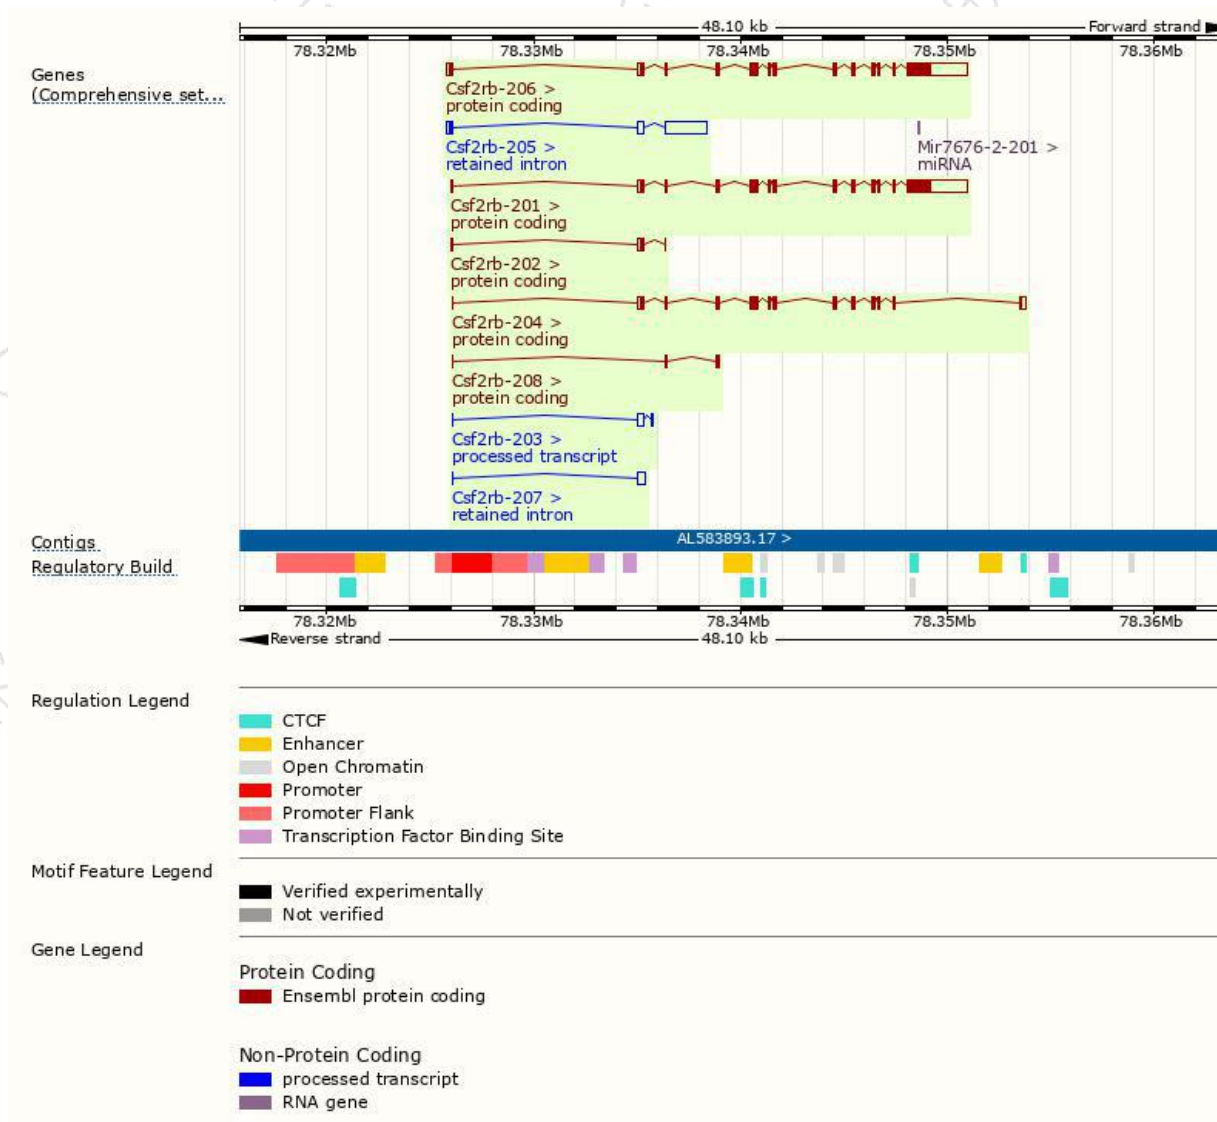 48.10 kb Forward strand
78.32Mb 78.33Mb 78.34Mb 78.35Mb 78.36Mb
Genes
(Comprehensive set...
Csf2rb-206 >
protein coding
Csf2rb-205 >
retained intron
Mir7676-2-201 >
miRNA
Csf2rb-201 >
protein coding
Csf2rb-202 >
protein coding
Csf2rb-204 >
protein coding
Csf2rb-208 >
protein coding
Csf2rb-203 >
processed transcript
Csf2rb-207 >
retained intron
Contigs
AL583893.17 >
Regulatory Build
78.32Mb 78.33Mb 78.34Mb 78.35Mb 78.36Mb
Reverse strand 48.10 kb
Regulation Legend
CTCF
Enhancer
Open Chromatin
Promoter
Promoter Flank
Transcription Factor Binding Site
Motif Feature Legend
Verified experimentally
Not verified
Gene Legend
Protein Coding
Ensembl protein coding
Non-Protein Coding
processed transcript
RNA gene